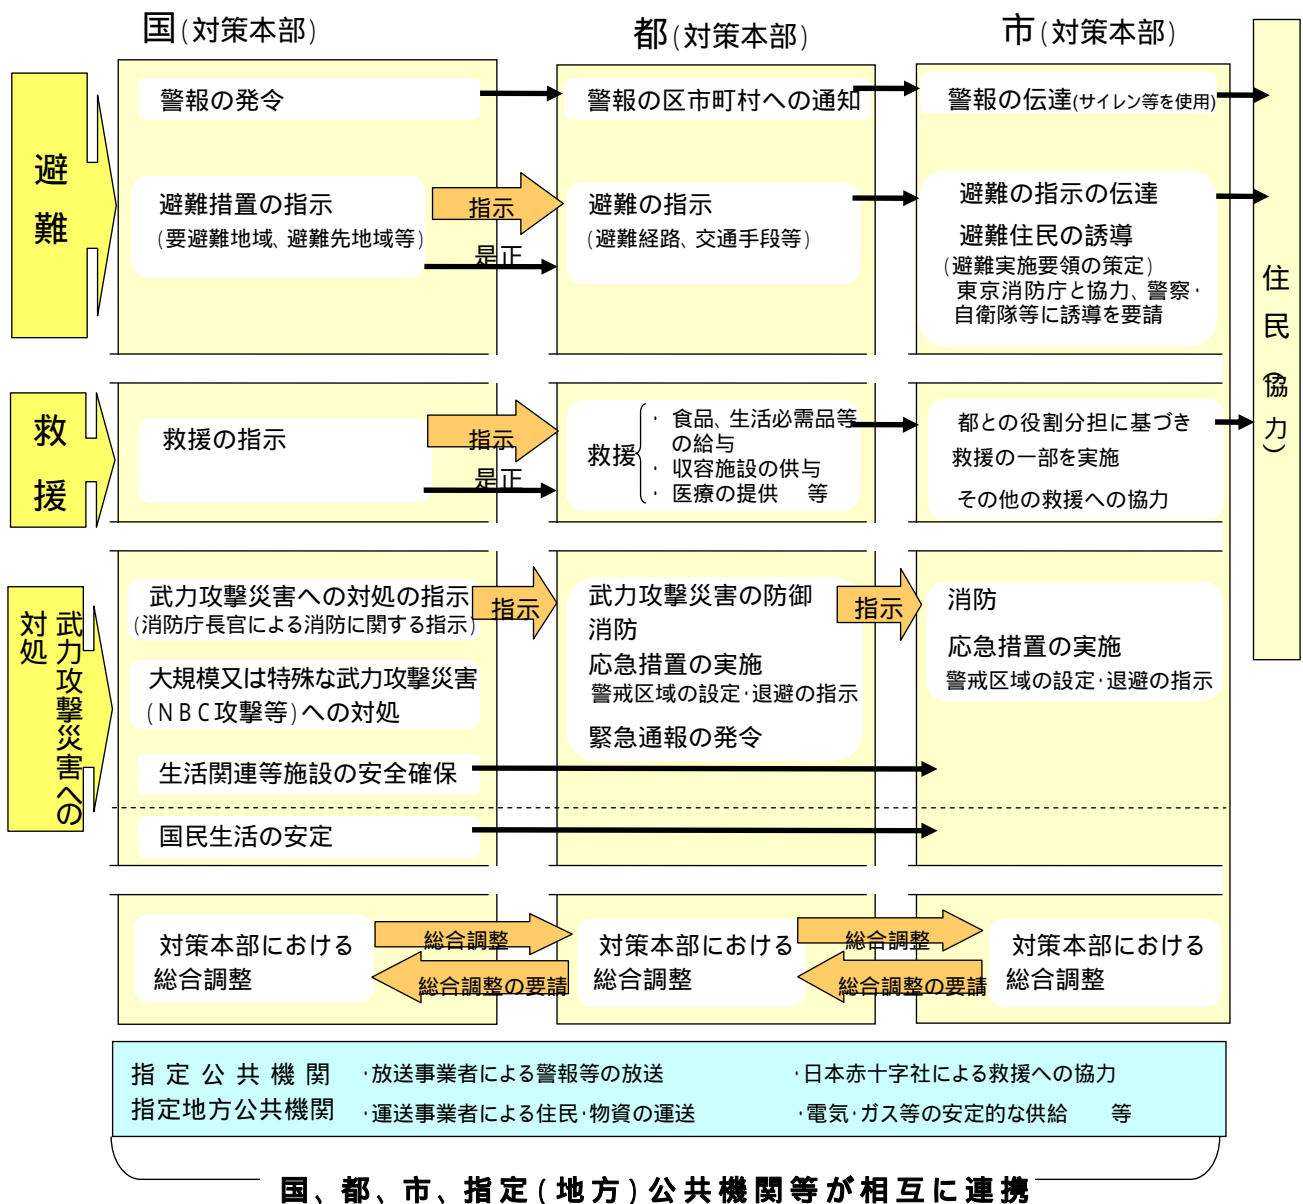 国(対策本部)
都(対策本部)
市(対策本部)
避難
警報の発令
警報の区市町村への通知
警報の伝達(サイレン等を使用)
避難措置の指示
(要避難地域、避難先地域等)
指示
是正
避難の指示
(避難経路、交通手段等)
避難の指示の伝達
避難住民の誘導
(避難実施要領の策定)
東京消防庁と協力、警察・
自衛隊等に誘導を要請
住民(協力)
救援
救援の指示
指示
是正
救援
・ 食品、生活必需品等
の給与
・ 収容施設の供与
・ 医療の提供 等
都との役割分担に基づき
救援の一部を実施
その他の救援への協力
武力攻撃災害への
対処
武力攻撃災害への対処の指示
(消防庁長官による消防に関する指示)
指示
大規模又は特殊な武力攻撃災害
(NBC攻撃等)への対処
生活関連等施設の安全確保
国民生活の安定
武力攻撃災害の防御
消防
応急措置の実施
警戒区域の設定・退避の指示
緊急通報の発令
指示
消防
応急措置の実施
警戒区域の設定・退避の指示
対策本部における
総合調整
総合調整
総合調整の要請
対策本部における
総合調整
総合調整
総合調整の要請
対策本部における
総合調整
指定公共機関
指定地方公共機関
・放送事業者による警報等の放送
・日本赤十字社による救援への協力
・運送事業者による住民・物資の運送
・電気・ガス等の安定的な供給 等
国、都、市、指定(地方)公共機関等が相互に連携